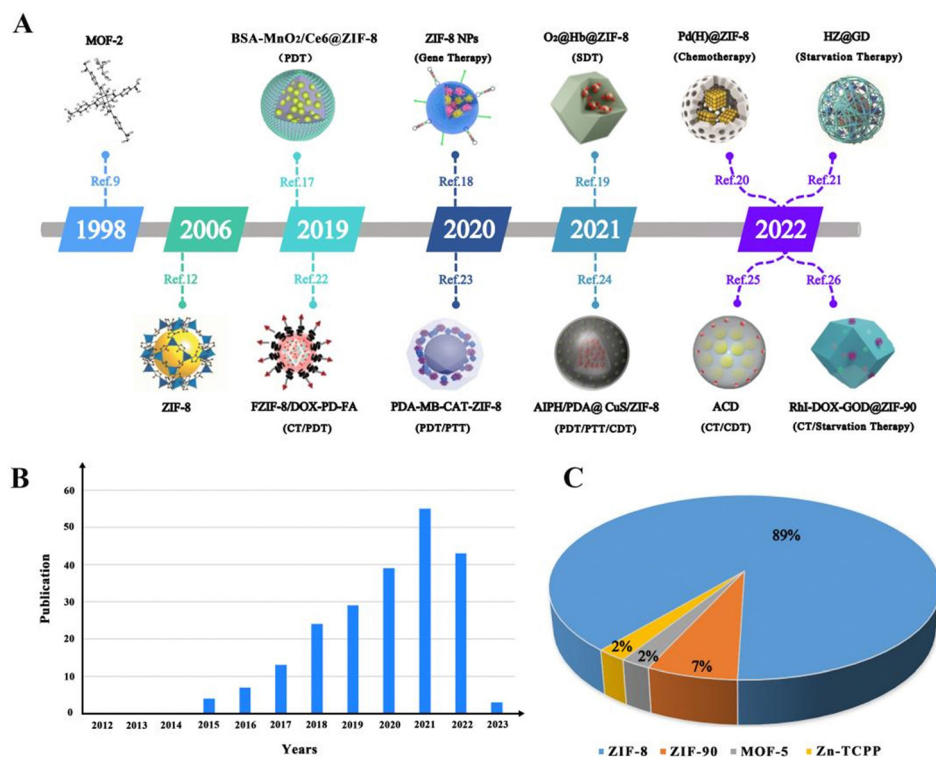 A
MOF-2
BSA-MnO₂/Ce6@ZIF-8
(PDT)
ZIF-8 NPs
(Gene Therapy)
O₂@Hb@ZIF-8
(SDT)
Pd(H)@ZIF-8
(Chemotherapy)
HZ@GD
(Starvation Therapy)
Ref.9
Ref.17
Ref.18
Ref.19
Ref.20
Ref.21
1998
2006
2019
2020
2021
2022
Ref.12
Ref.22
Ref.23
Ref.24
Ref.25
Ref.26
ZIF-8
FZIF-8/DOX-PD-FA
(CT/PDT)
PDA-MB-CAT-ZIF-8
(PDT/PTT)
AIPH/PDA@ CuS/ZIF-8
(PDT/PTT/CDT)
ACD
(CT/CDT)
RhI-DOX-GOD@ZIF-90
(CT/Starvation Therapy)
B
Publication
60
50
40
30
20
10
0
2012 2013 2014 2015 2016 2017 2018 2019 2020 2021 2022 2023
Years
C
89%
2%
2%
7%
ZIF-8 ZIF-90 MOF-5 Zn-TCPP